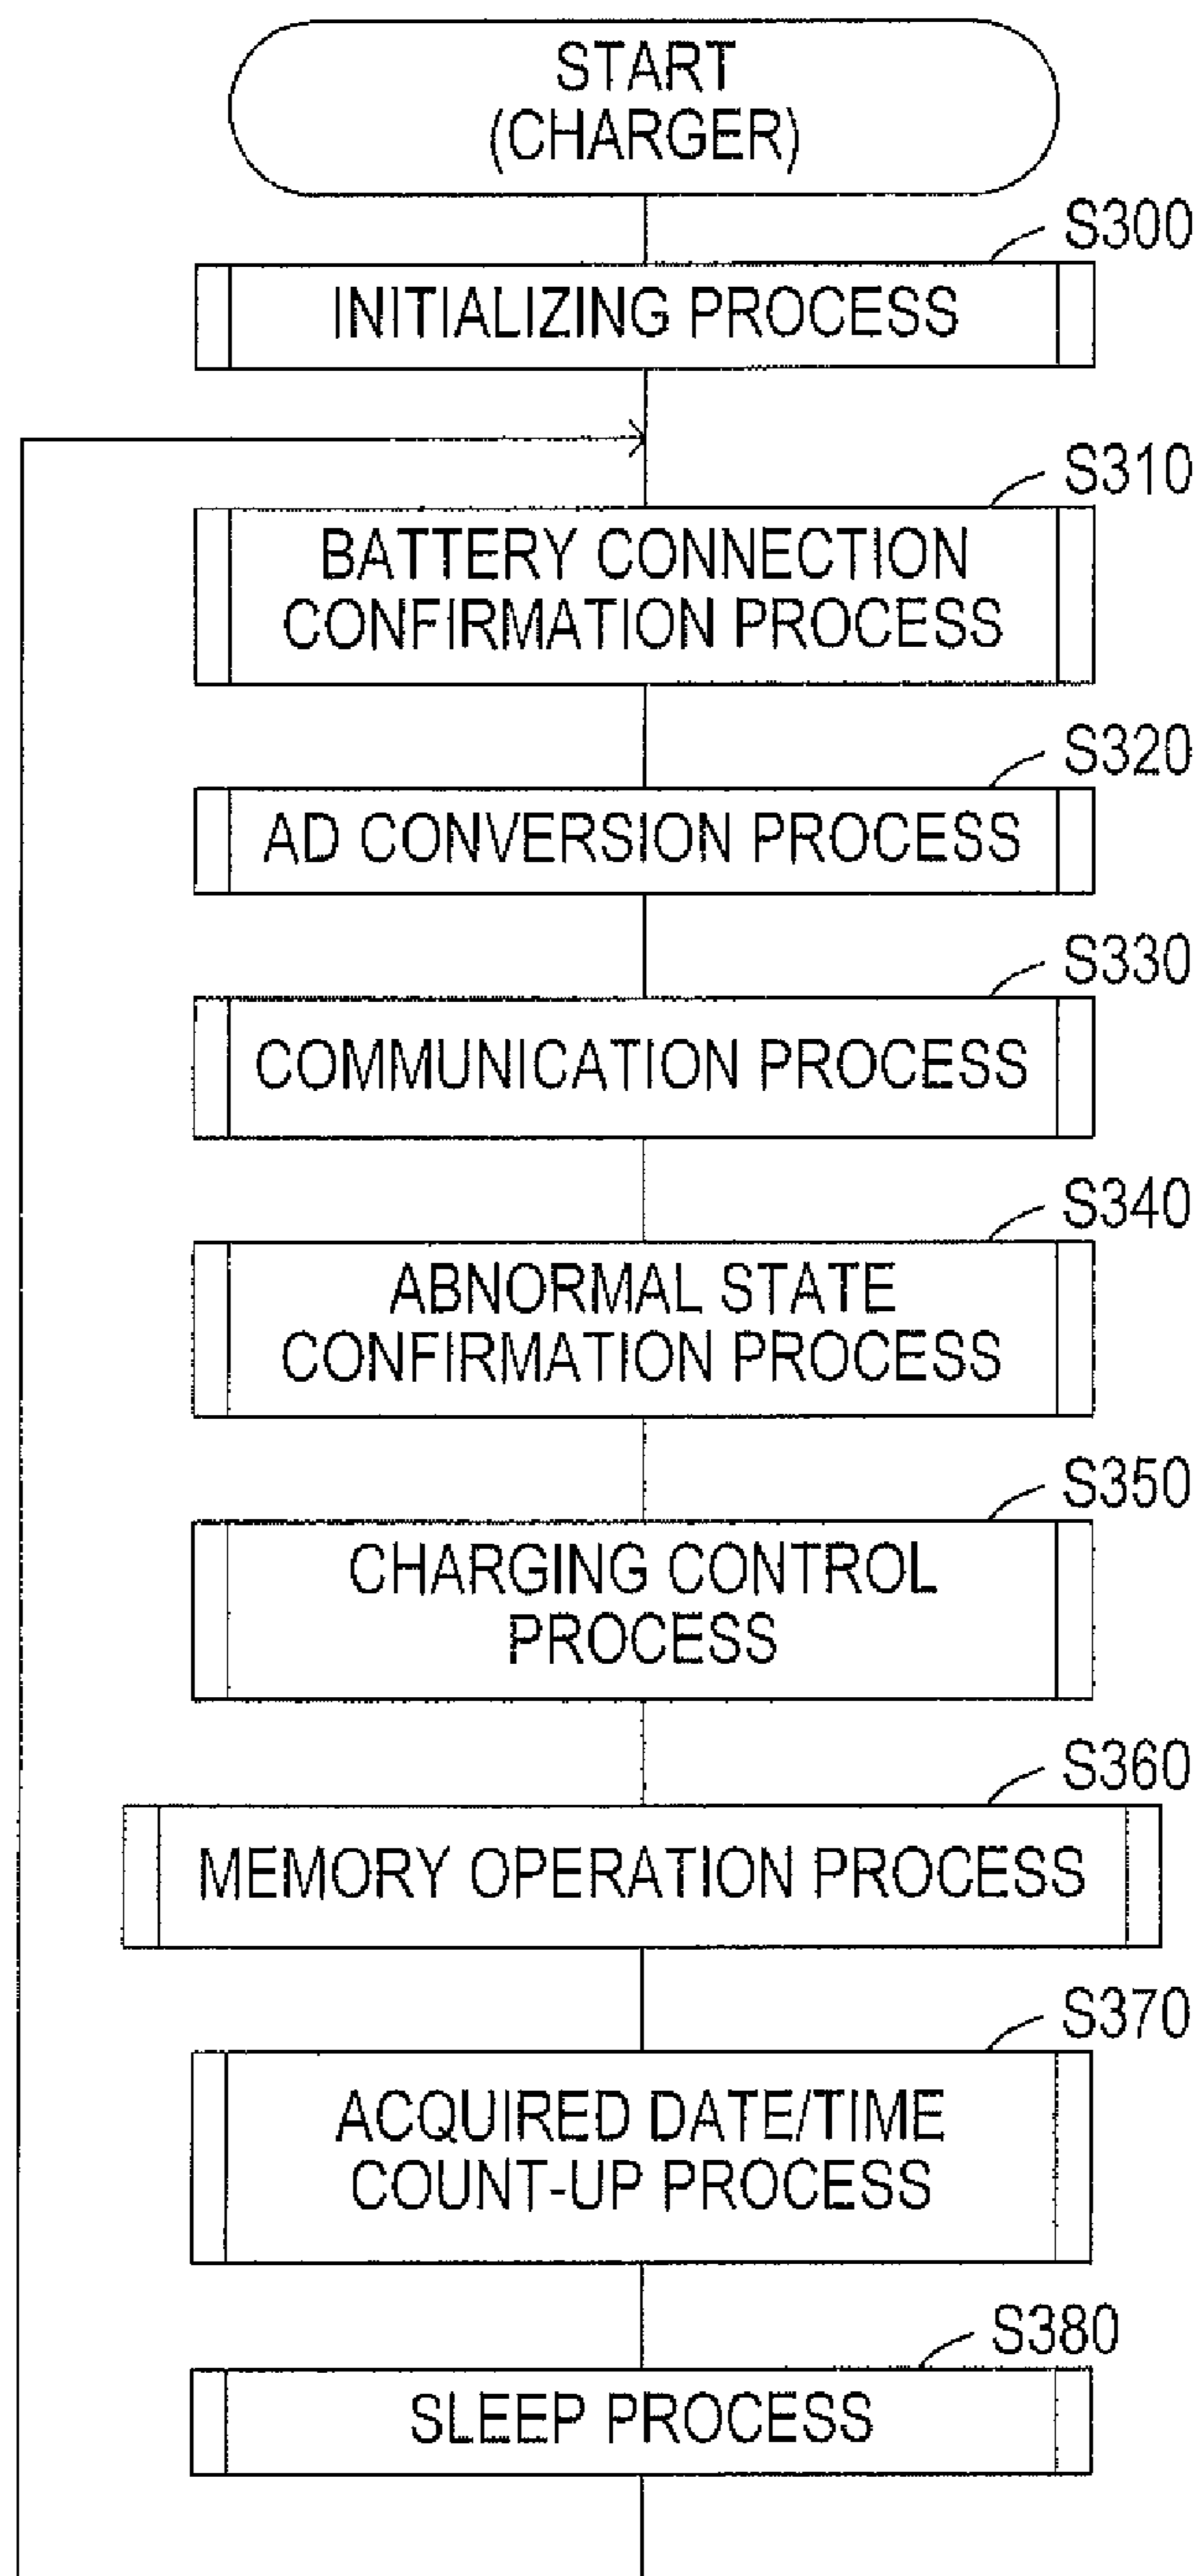 START
(CHARGER)
S300
INITIALIZING PROCESS
S310
BATTERY CONNECTION
CONFIRMATION PROCESS
S320
AD CONVERSION PROCESS
S330
COMMUNICATION PROCESS
S340
ABNORMAL STATE
CONFIRMATION PROCESS
S350
CHARGING CONTROL
PROCESS
S360
MEMORY OPERATION PROCESS
S370
ACQUIRED DATE/TIME
COUNT-UP PROCESS
S380
SLEEP PROCESS